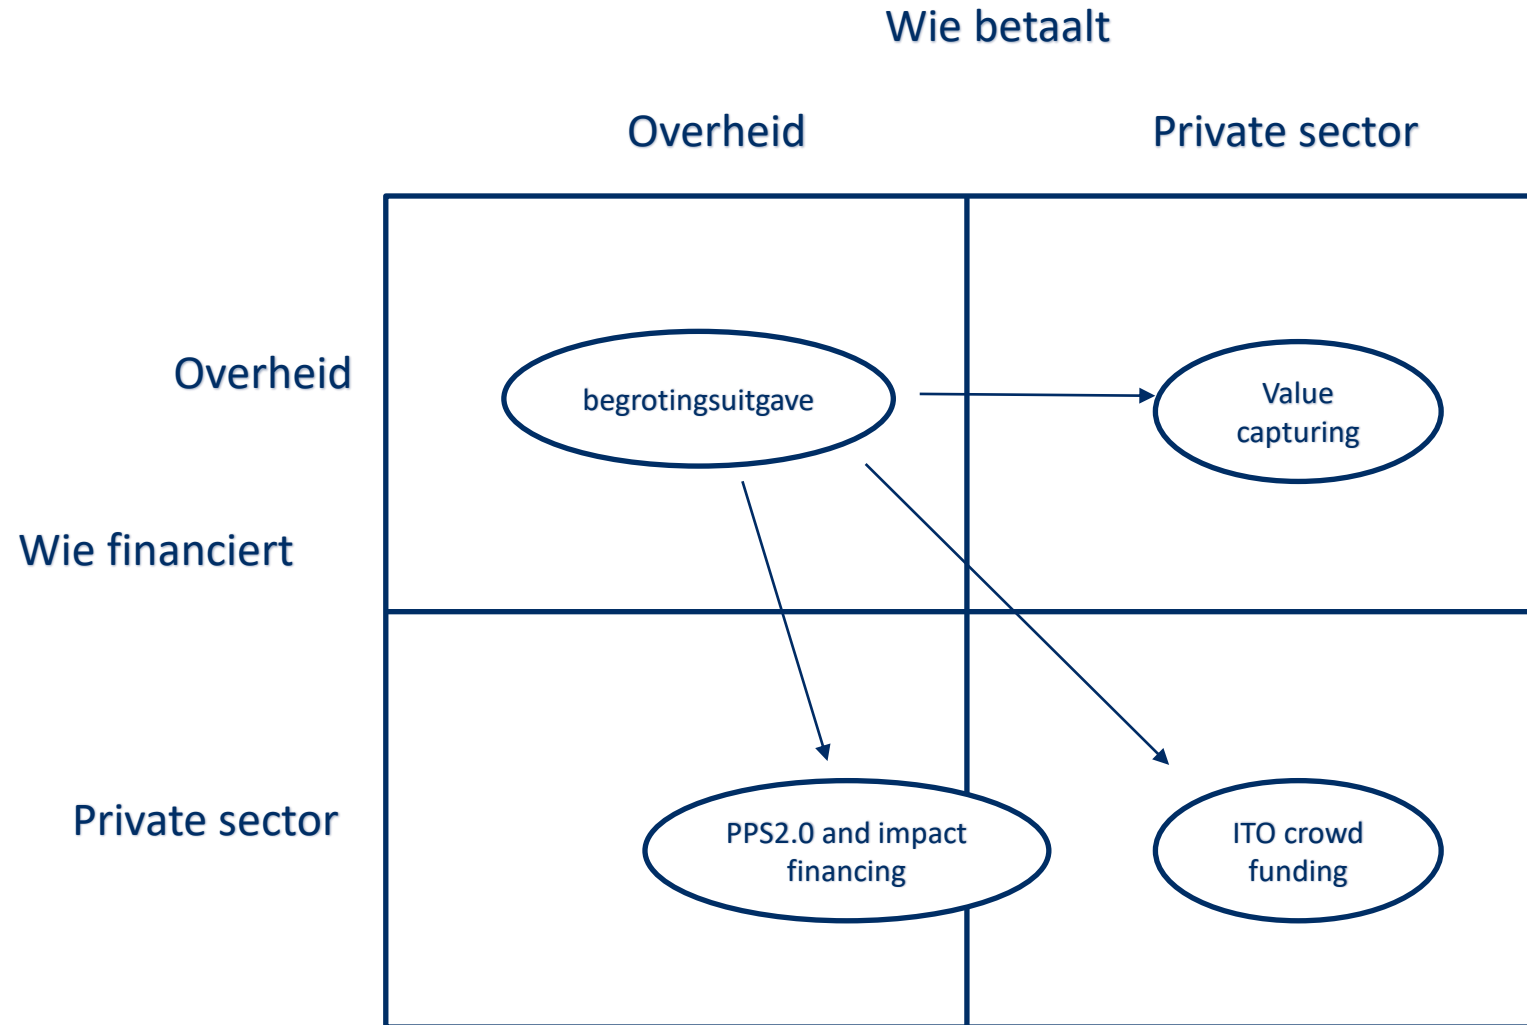 Wie betaalt
Overheid
Private sector
Overheid
begrotingsuitgave
Value
capturing
Wie financiert
Private sector
PPS2.0 and impact
financing
ITO crowd
funding